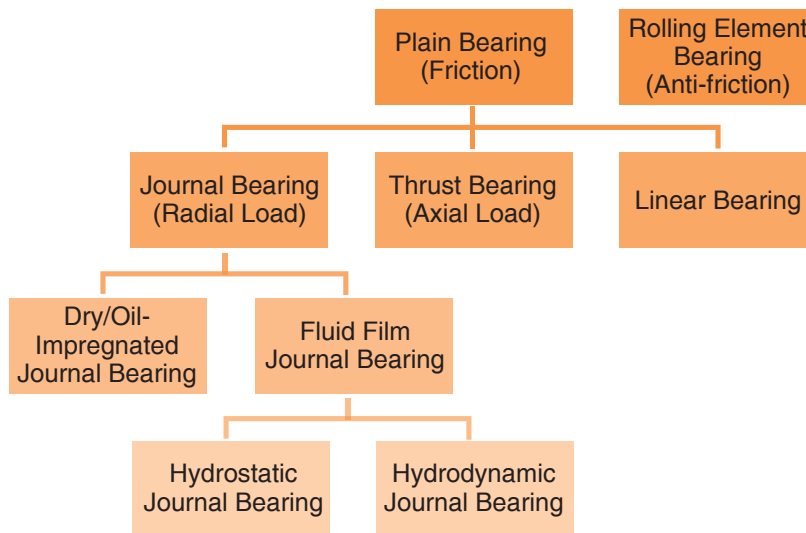 Plain Bearing
(Friction)
Rolling Element
Bearing
(Anti-friction)
Journal Bearing
(Radial Load)
Thrust Bearing
(Axial Load)
Linear Bearing
Dry/Oil-
Impregnated
Journal Bearing
Fluid Film
Journal Bearing
Hydrostatic
Journal Bearing
Hydrodynamic
Journal Bearing